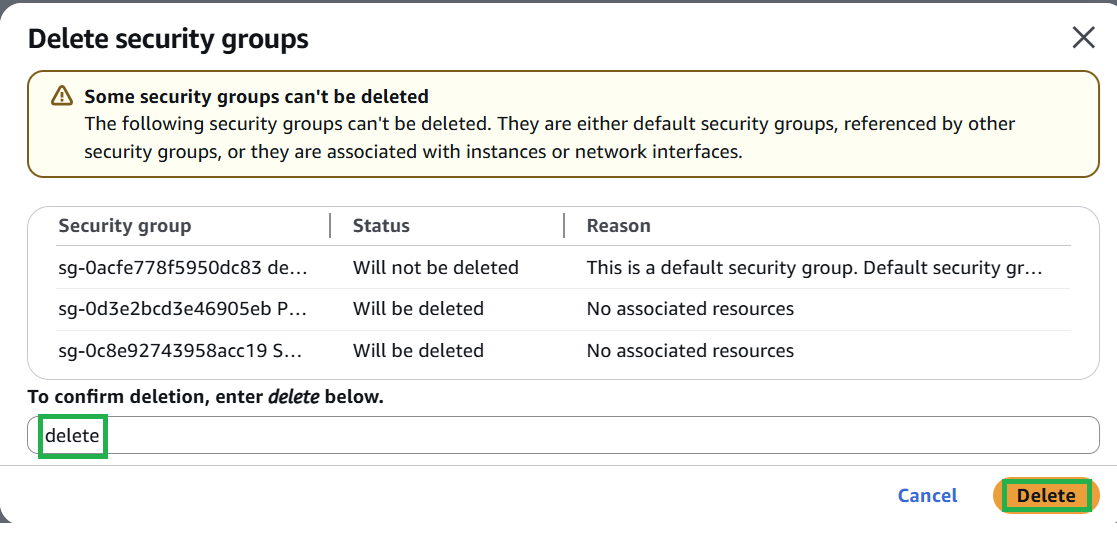 Delete security groups
Some security groups can't be deleted
The following security groups can't be deleted. They are either default security groups, referenced by other
security groups, or they are associated with instances or network interfaces.
Security group Status Reason
sg-0acfe778f5950dc83 de... Will not be deleted This is a default security group. Default security gr...
sg-0d3e2bcd3e46905eb P... Will be deleted No associated resources
sg-0c8e92743958acc19 S... Will be deleted No associated resources
To confirm deletion, enter delete below.
delete
Cancel Delete